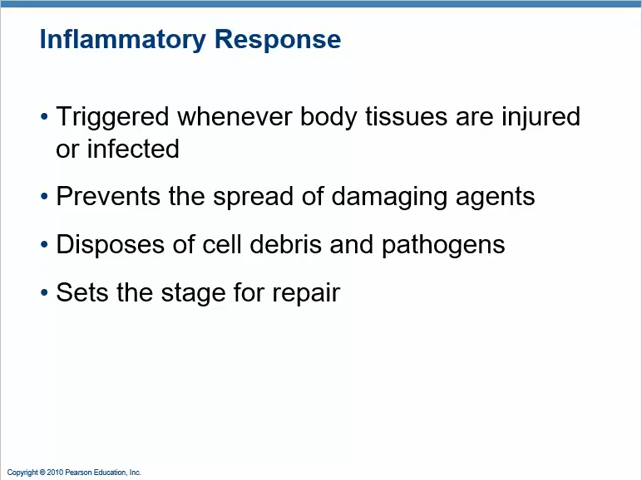 Inflammatory Response
• Triggered whenever body tissues are injured
or infected
• Prevents the spread of damaging agents
• Disposes of cell debris and pathogens
• Sets the stage for repair
Copyright © 2010 Pearson Education, Inc.